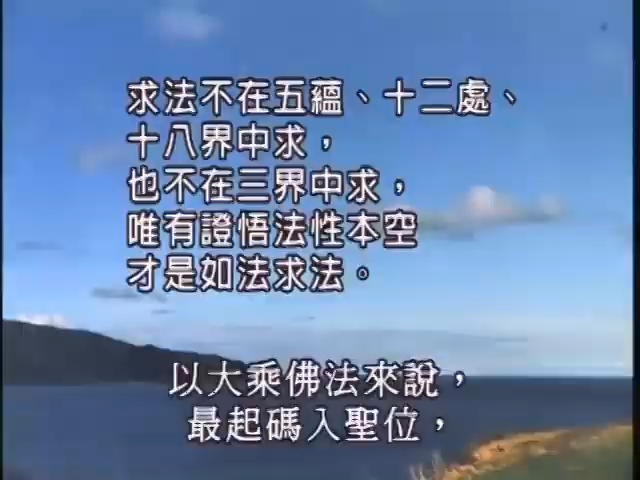 求法不在五蘊、十二處、
十八界中求，
也不在三界中求，
唯有證悟法性本空
才是如法求法。
以大乘佛法來說，
最起碼入聖位，